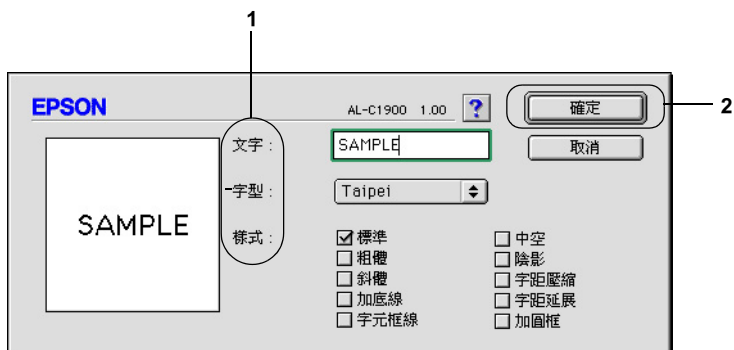 1
EPSON
AL-C1900 1.00 ? 確定
2
文字 : SAMPLE 取消
字型 : Taipei
SAMPLE
樣式 : 標準 中空
粗體 陰影
斜體 字距壓縮
加底線 字距延展
字元框線 加圓框